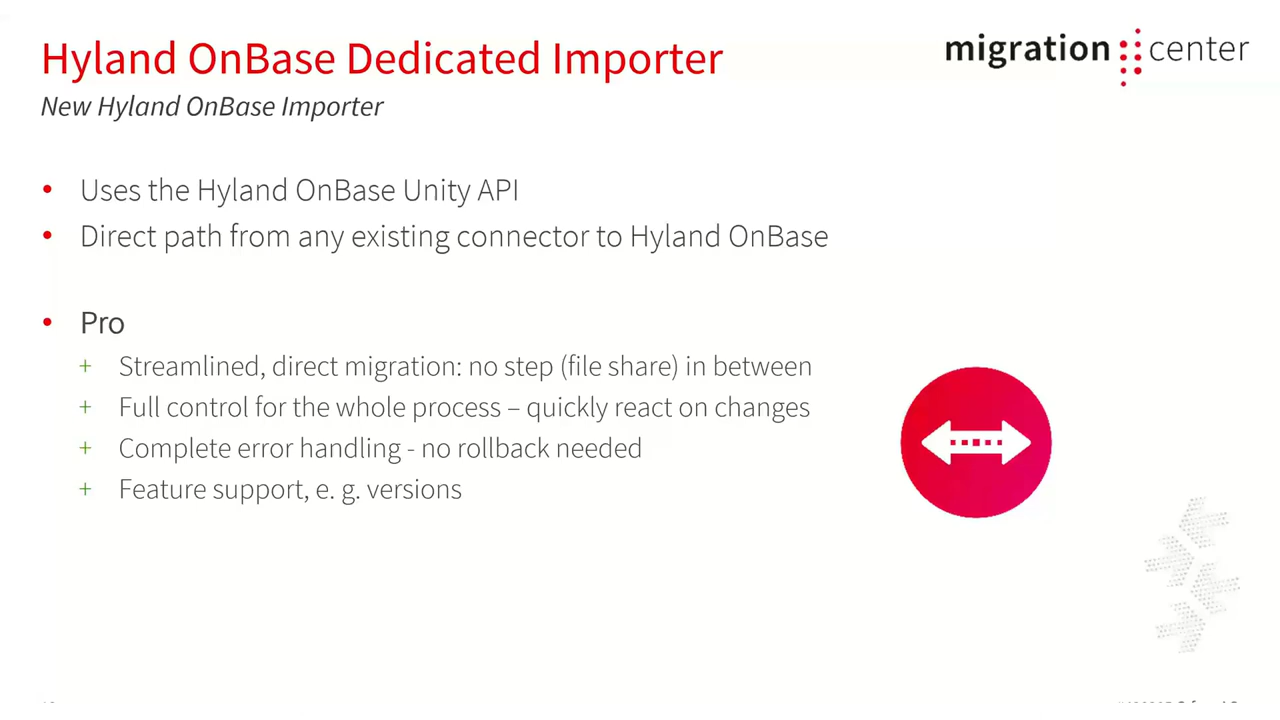 Hyland OnBase Dedicated Importer
migration center
New Hyland OnBase Importer
• Uses the Hyland OnBase Unity API
• Direct path from any existing connector to Hyland OnBase
• Pro
+ Streamlined, direct migration: no step (file share) in between
+ Full control for the whole process – quickly react on changes
+ Complete error handling - no rollback needed
+ Feature support, e. g. versions